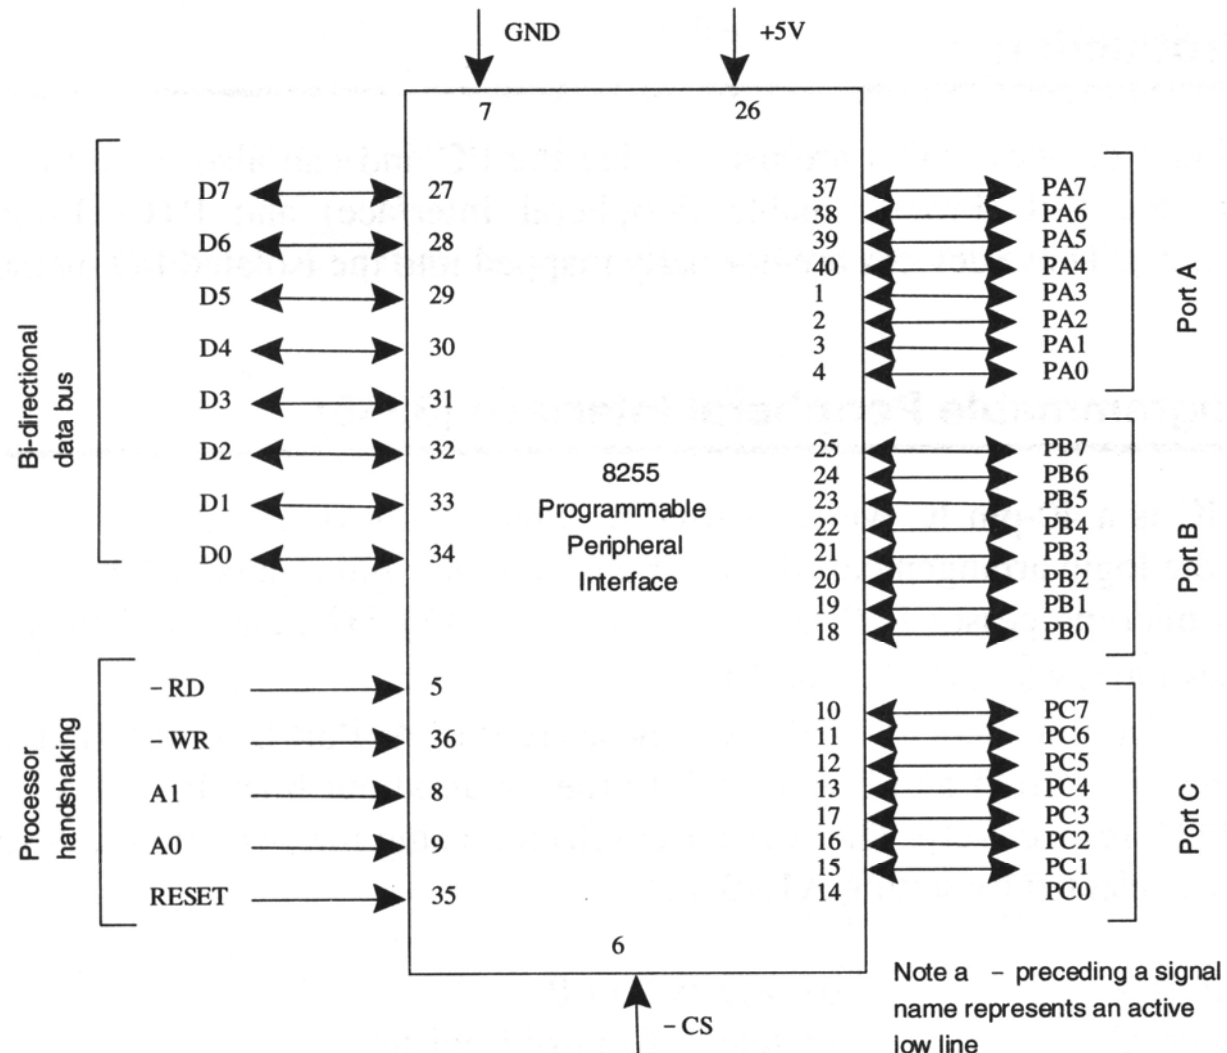 GND
+5V
7
26
Bi-directional
data bus
D7 27
D6 28
D5 29
D4 30
D3 31
D2 32
D1 33
D0 34
Processor
handshaking
–RD 5
–WR 36
A1 8
A0 9
RESET 35
8255
Programmable
Peripheral
Interface
37 PA7
38 PA6
39 PA5
40 PA4
1 PA3
2 PA2
3 PA1
4 PA0
Port A
25 PB7
24 PB6
23 PB5
22 PB4
21 PB3
20 PB2
19 PB1
18 PB0
Port B
10 PC7
11 PC6
12 PC5
13 PC4
17 PC3
16 PC2
15 PC1
14 PC0
Port C
6
–CS
Note a – preceding a signal
name represents an active
low line